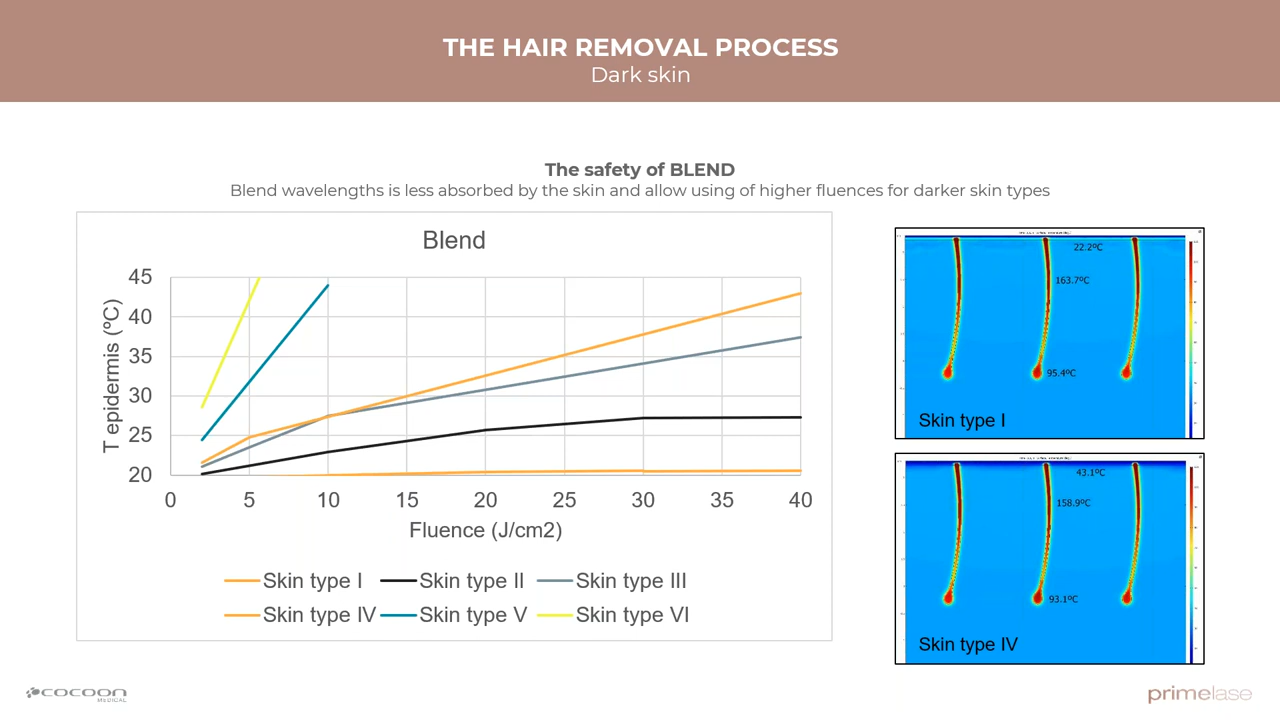 THE HAIR REMOVAL PROCESS
Dark skin
The safety of BLEND
Blend wavelengths is less absorbed by the skin and allow using of higher fluences for darker skin types
Blend
T epidermis (ºC)
45
40
35
30
25
20
0 5 10 15 20 25 30 35 40
Fluence (J/cm2)
Skin type I Skin type II Skin type III
Skin type IV Skin type V Skin type VI
22.2ºC
163.7ºC
95.4ºC
Skin type I
43.1ºC
158.9ºC
93.1ºC
Skin type IV
cocoon
MEDICAL
primelase